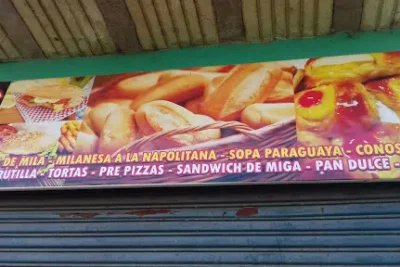 DE MILA - MILANESA A LA NAPOLITANA - SOPA PARAGUAYA - CONOS
RUTILLA - TORTAS - PRE PIZZAS - SANDWICH DE MIGA - PAN DULCE -